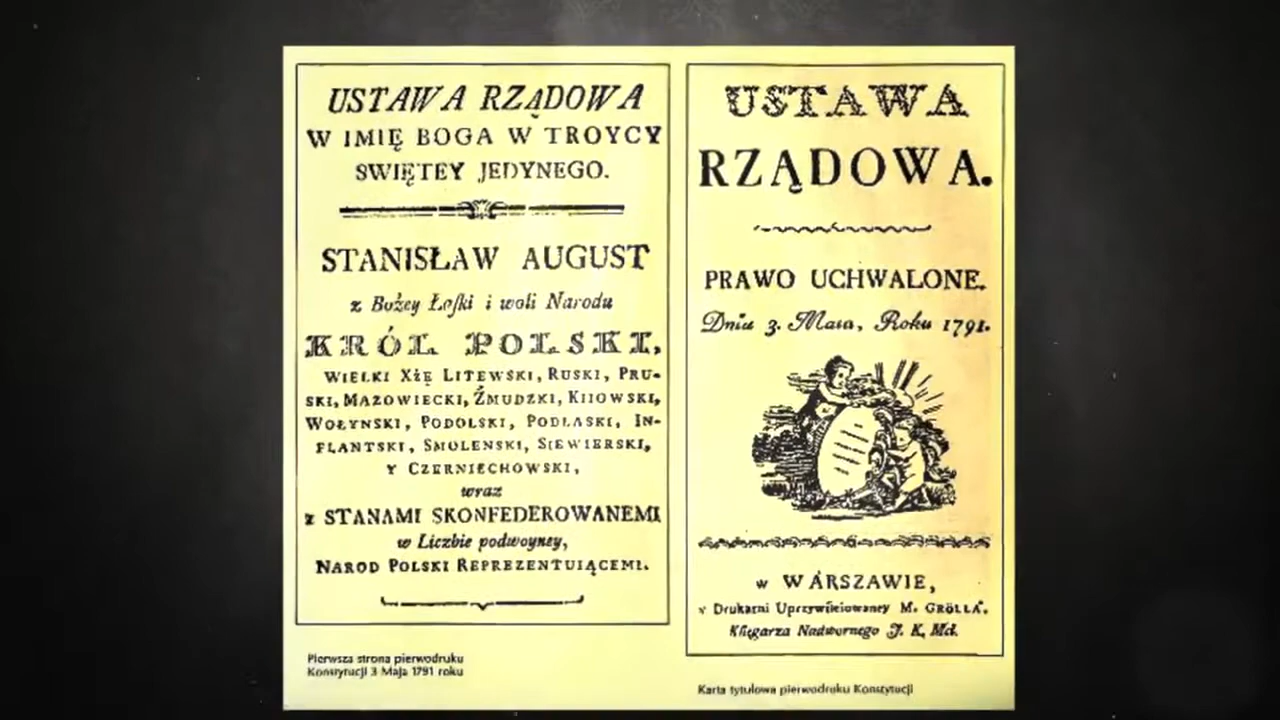 USTAWA RZĄDOWA
W IMIĘ BOGA W TROYCY
SWIĘTEY JEDYNEGO.
STANISŁAW AUGUST
z Bożey Łaſki i woli Narodu
KRÓL POLSKI,
WIELKI XŻĘ LITEWSKI, RUSKI, PRU-
SKI, MAZOWIECKI, ŻMUDZKI, KIIOWSKI,
WOŁYNSKI, PODOLSKI, PODLASKI, IN-
FLANTSKI, SMOLENSKI, SIEWIERSKI,
Y CZERNIECHOWSKI,
wraz
z STANAMI SKONFEDEROWANEMI
w Liczbie podwoyney,
NAROD POLSKI REPREZENTUIĄCEMI.
Pierwsza strona pierwodruku
Konstytucji 3 Maja 1791 roku
USTAWA
RZĄDOWA.
PRAWO UCHWALONE.
Dnia 3. Maia, Roku 1791.
w WARSZAWIE,
w Drukarni Uprzywileiowaney M. GRÖLLA,
Xięgarza Nadwornego J. K. Mci.
Karta tytułowa pierwodruku Konstytucji